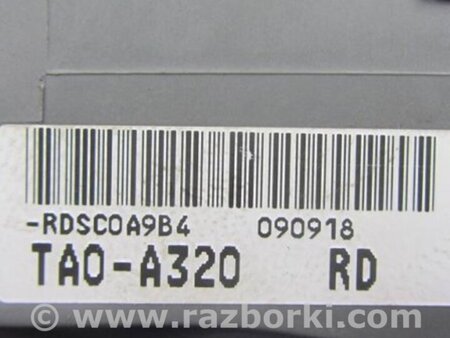 -RDSC0A9B4 090918
TA0-A320 RD
www.razborki.com